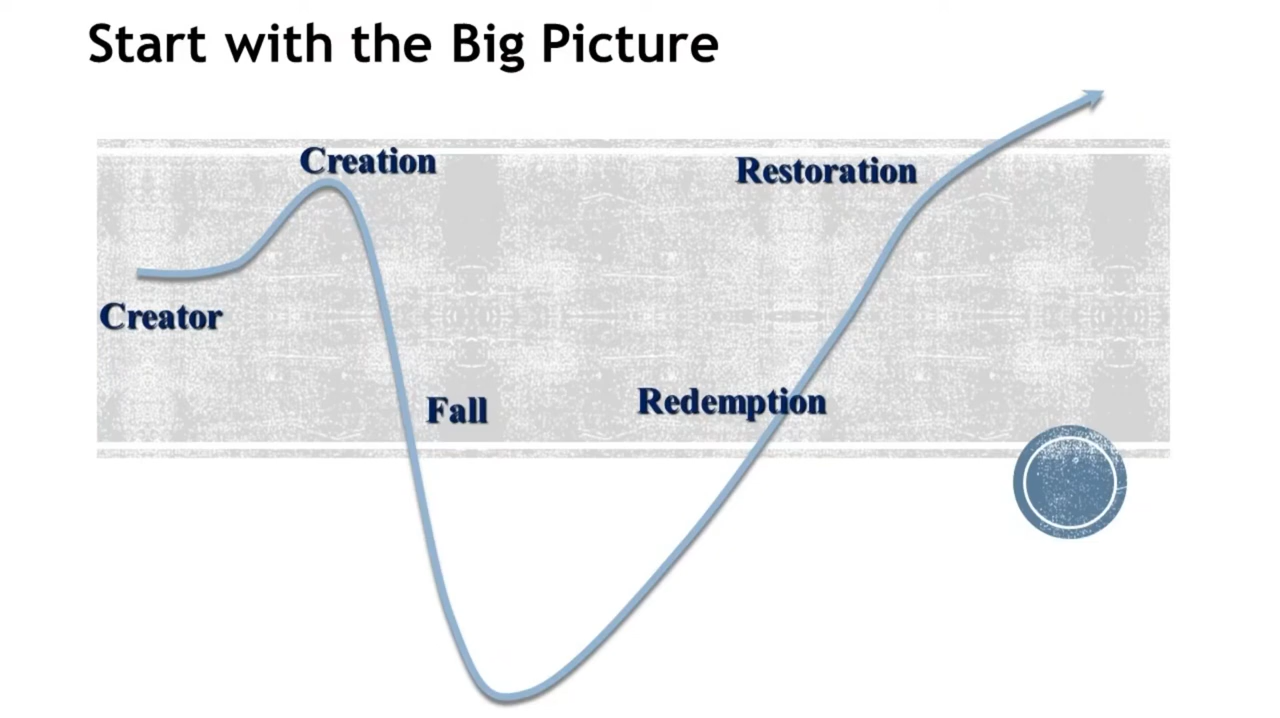 Start with the Big Picture
Creation
Restoration
Creator
Fall
Redemption